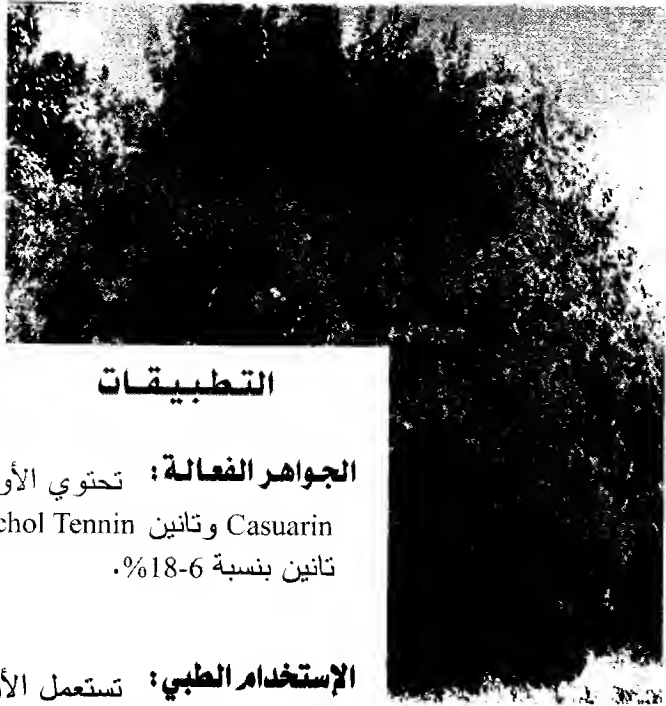 التطبيقات
الجواهر الفعالة: تحتوي الأو
Casuarin وتانين chol Tennin
تانين بنسبة 6-18%.
الإستخدام الطبي: تستعمل الأ